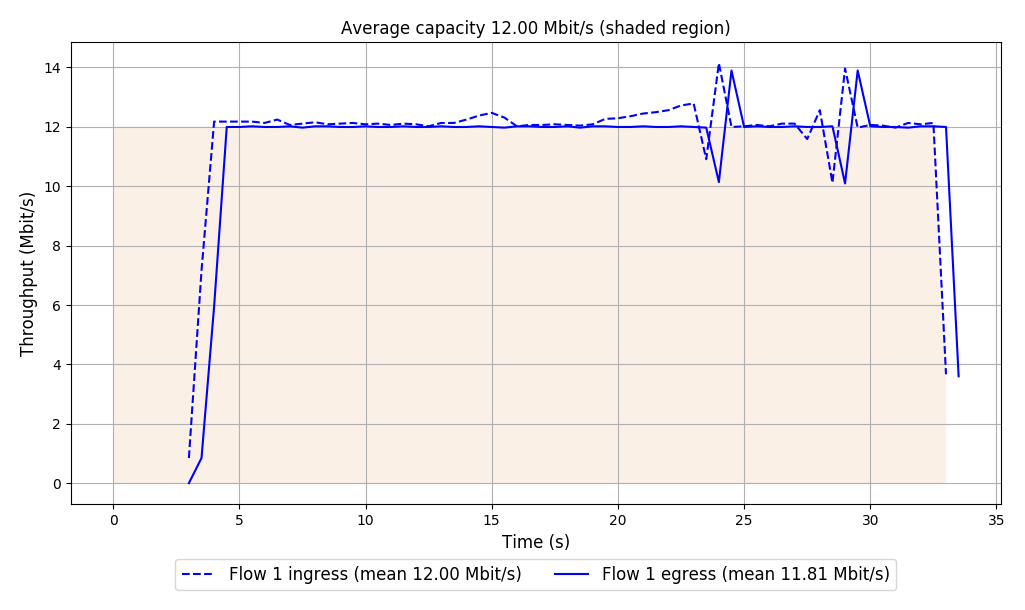 Average capacity 12.00 Mbit/s (shaded region)
14
12
10
8
6
4
2
0
Throughput (Mbit/s)
0 5 10 15 20 25 30 35
Time (s)
Flow 1 ingress (mean 12.00 Mbit/s) Flow 1 egress (mean 11.81 Mbit/s)